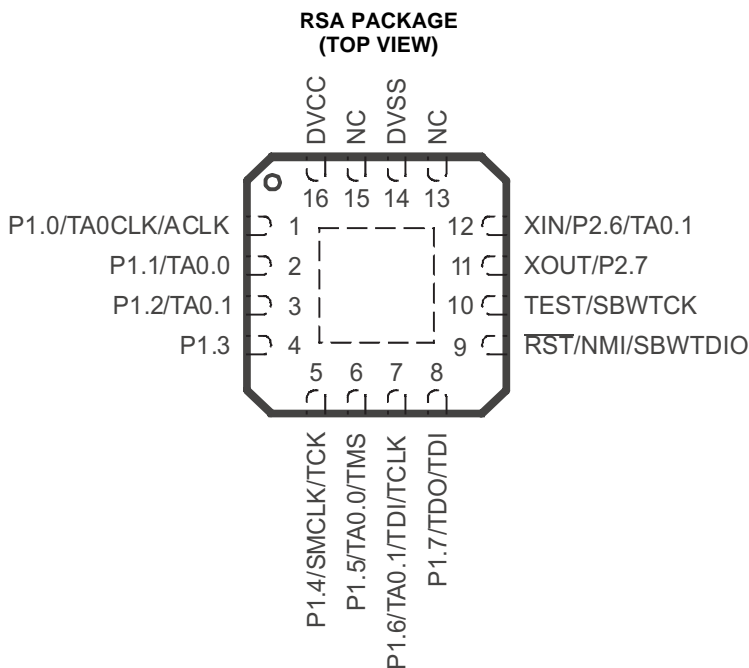 RSA PACKAGE
(TOP VIEW)
DVCC
NC
DVSS
NC
16 15 14 13
P1.0/TA0CLK/ACLK 1
P1.1/TA0.0 2
P1.2/TA0.1 3
P1.3 4
12 XIN/P2.6/TA0.1
11 XOUT/P2.7
10 TEST/SBWTCK
9 RST/NMI/SBWTDIO
5 6 7 8
P1.4/SMCLK/TCK
P1.5/TA0.0/TMS
P1.6/TA0.1/TDI/TCLK
P1.7/TDO/TDI